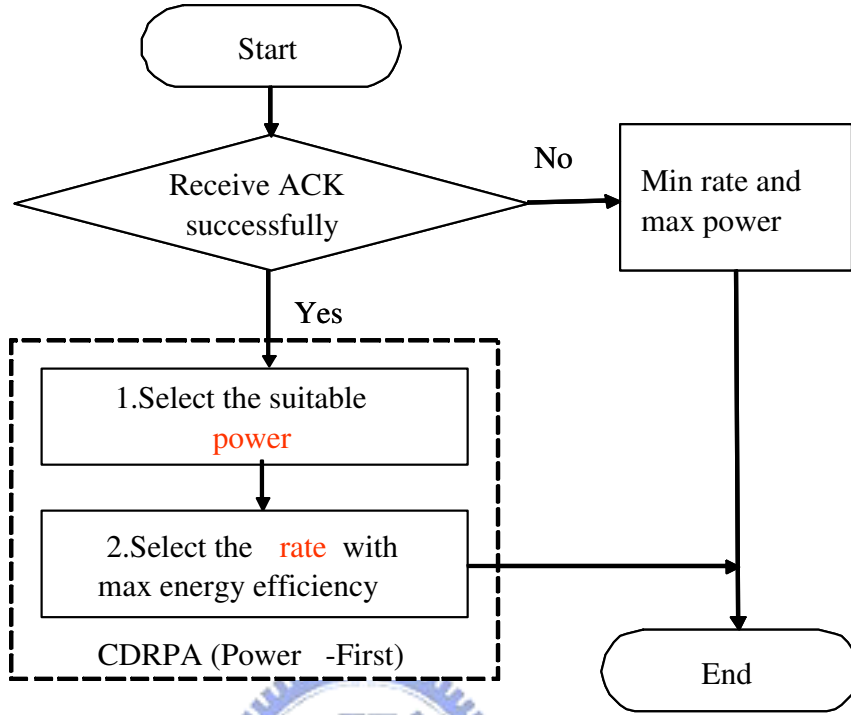 Start
Receive ACK
successfully
No
Min rate and
max power
Yes
1.Select the suitable
power
2.Select the rate with
max energy efficiency
CDRPA (Power -First)
End